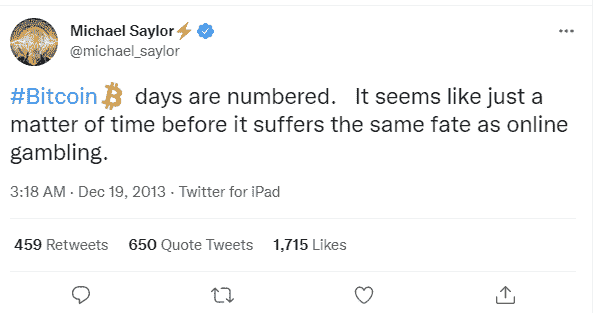 Michael Saylor⚡
@michael_saylor
#Bitcoin days are numbered. It seems like just a
matter of time before it suffers the same fate as online
gambling.
3:18 AM · Dec 19, 2013 · Twitter for iPad
459 Retweets 650 Quote Tweets 1,715 Likes